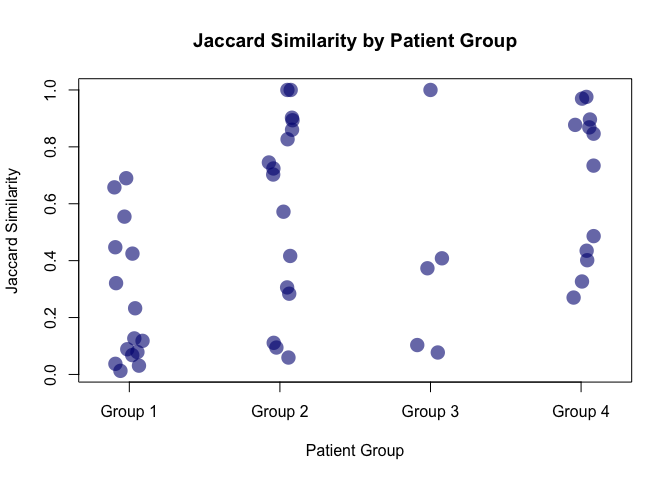 Jaccard Similarity by Patient Group
Jaccard Similarity
1.0
0.8
0.6
0.4
0.2
0.0
Group 1 Group 2 Group 3 Group 4
Patient Group